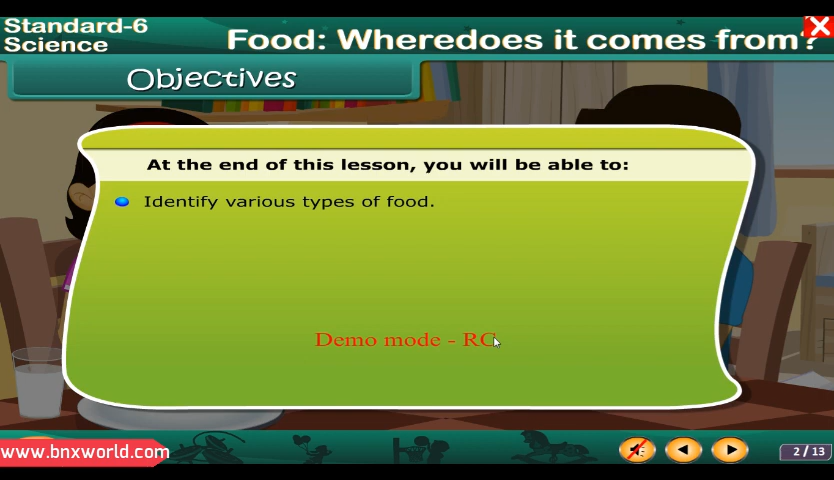 Standard-6
Science
Food: Wheredoes it comes from?
Objectives
At the end of this lesson, you will be able to:
Identify various types of food.
Demo mode - RC
www.bnxworld.com
2 / 13